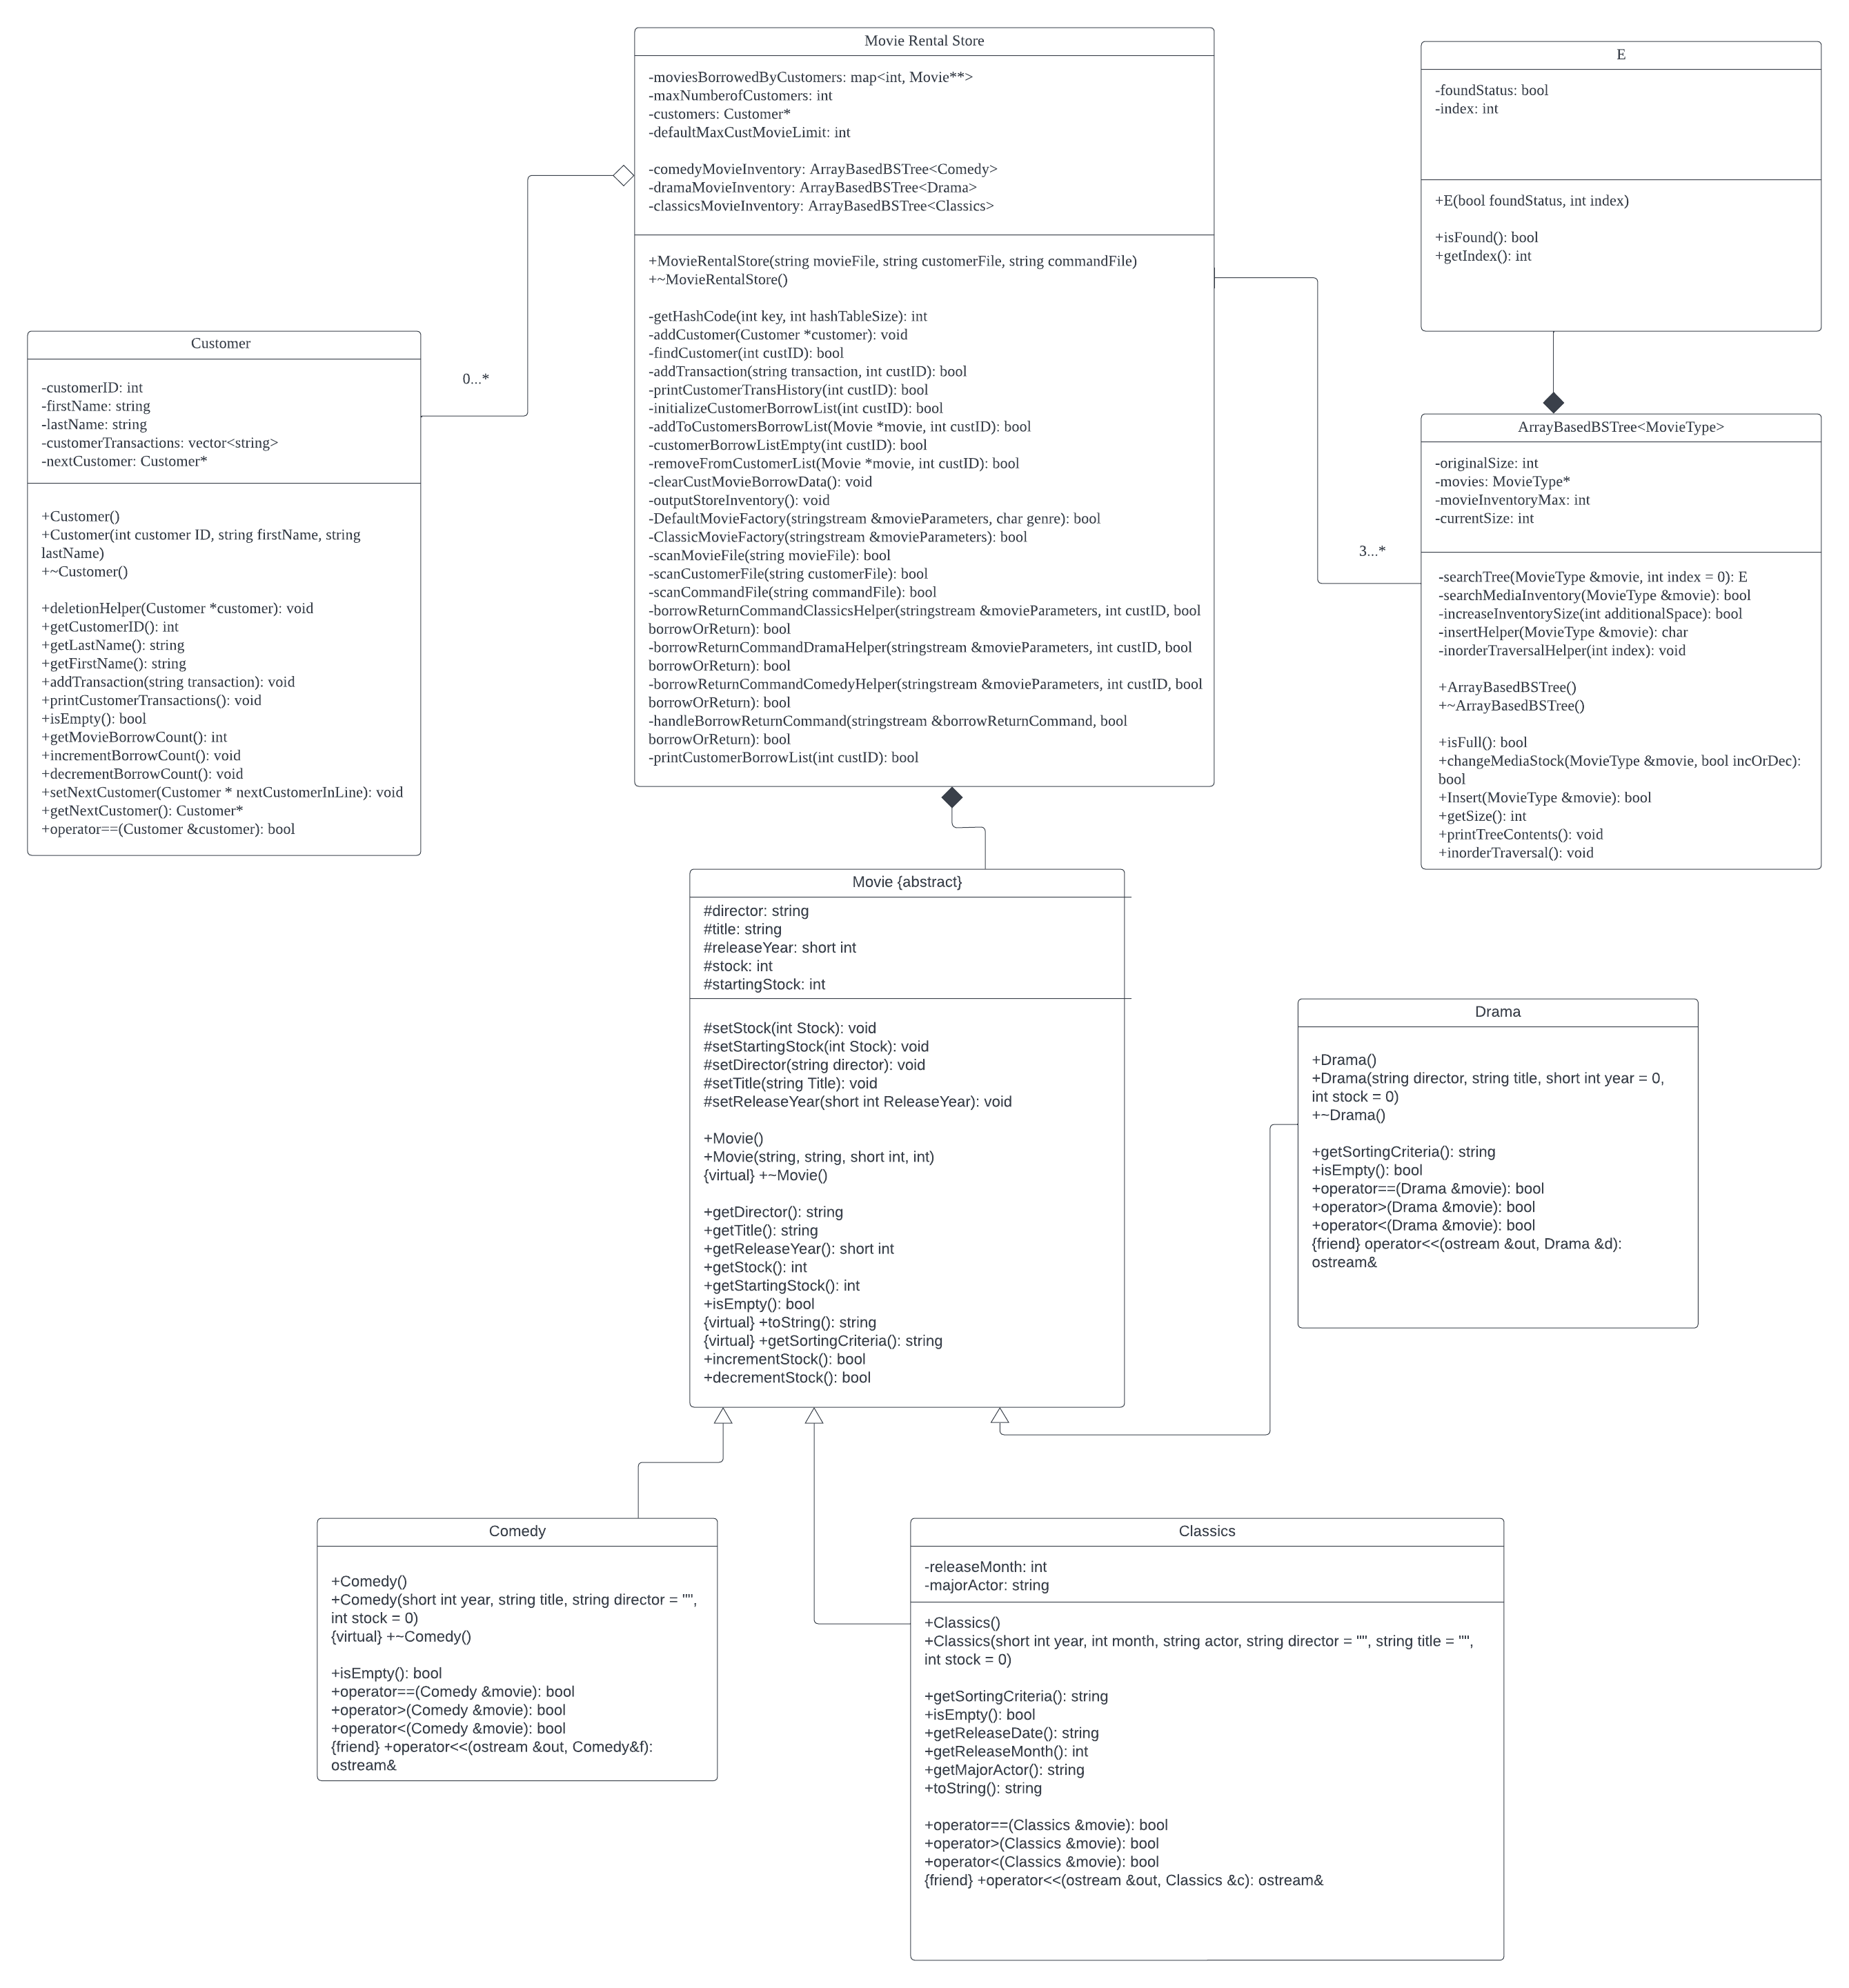 Movie Rental Store
-moviesBorrowedByCustomers: map<int, Movie**>
-maxNumberofCustomers: int
-customers: Customer*
-defaultMaxCustMovieLimit: int
-comedyMovieInventory: ArrayBasedBSTree<Comedy>
-dramaMovieInventory: ArrayBasedBSTree<Drama>
-classicsMovieInventory: ArrayBasedBSTree<Classics>
+MovieRentalStore(string movieFile, string customerFile, string commandFile)
+~MovieRentalStore()
-getHashCode(int key, int hashTableSize): int
-addCustomer(Customer *customer): void
-findCustomer(int custID): bool
-addTransaction(string transaction, int custID): bool
-printCustomerTransHistory(int custID): bool
-initializeCustomerBorrowList(int custID): bool
-addToCustomersBorrowList(Movie *movie, int custID): bool
-customerBorrowListEmpty(int custID): bool
-removeFromCustomerList(Movie *movie, int custID): bool
-clearCustMovieBorrowData(): void
-outputStoreInventory(): void
-DefaultMovieFactory(stringstream &movieParameters, char genre): bool
-ClassicMovieFactory(stringstream &movieParameters): bool
-scanMovieFile(string movieFile): bool
-scanCustomerFile(string customerFile): bool
-scanCommandFile(string commandFile): bool
-borrowReturnCommandClassicsHelper(stringstream &movieParameters, int custID, bool
borrowOrReturn): bool
-borrowReturnCommandDramaHelper(stringstream &movieParameters, int custID, bool
borrowOrReturn): bool
-borrowReturnCommandComedyHelper(stringstream &movieParameters, int custID, bool
borrowOrReturn): bool
-handleBorrowReturnCommand(stringstream &borrowReturnCommand, bool
borrowOrReturn): bool
-printCustomerBorrowList(int custID): bool
E
-foundStatus: bool
-index: int
+E(bool foundStatus, int index)
+isFound(): bool
+getIndex(): int
Customer
-customerID: int
-firstName: string
-lastName: string
-customerTransactions: vector<string>
-nextCustomer: Customer*
+Customer()
+Customer(int customer ID, string firstName, string
lastName)
+~Customer()
+deletionHelper(Customer *customer): void
+getCustomerID(): int
+getLastName(): string
+getFirstName(): string
+addTransaction(string transaction): void
+printCustomerTransactions(): void
+isEmpty(): bool
+getMovieBorrowCount(): int
+incrementBorrowCount(): void
+decrementBorrowCount(): void
+setNextCustomer(Customer * nextCustomerInLine): void
+getNextCustomer(): Customer*
+operator==(Customer &customer): bool
0...*
3...*
ArrayBasedBSTree<MovieType>
-originalSize: int
-movies: MovieType*
-movieInventoryMax: int
-currentSize: int
-searchTree(MovieType &movie, int index = 0): E
-searchMediaInventory(MovieType &movie): bool
-increaseInventorySize(int additionalSpace): bool
-insertHelper(MovieType &movie): char
-inorderTraversalHelper(int index): void
+ArrayBasedBSTree()
+~ArrayBasedBSTree()
+isFull(): bool
+changeMediaStock(MovieType &movie, bool incOrDec):
bool
+Insert(MovieType &movie): bool
+getSize(): int
+printTreeContents(): void
+inorderTraversal(): void
Movie {abstract}
#director: string
#title: string
#releaseYear: short int
#stock: int
#startingStock: int
#setStock(int Stock): void
#setStartingStock(int Stock): void
#setDirector(string director): void
#setTitle(string Title): void
#setReleaseYear(short int ReleaseYear): void
+Movie()
+Movie(string, string, short int, int)
{virtual} +~Movie()
+getDirector(): string
+getTitle(): string
+getReleaseYear(): short int
+getStock(): int
+getStartingStock(): int
+isEmpty(): bool
{virtual} +toString(): string
{virtual} +getSortingCriteria(): string
+incrementStock(): bool
+decrementStock(): bool
Drama
+Drama()
+Drama(string director, string title, short int year = 0,
int stock = 0)
+~Drama()
+getSortingCriteria(): string
+isEmpty(): bool
+operator==(Drama &movie): bool
+operator>(Drama &movie): bool
+operator<(Drama &movie): bool
{friend} operator<<(ostream &out, Drama &d):
ostream&
Comedy
+Comedy()
+Comedy(short int year, string title, string director = "",
int stock = 0)
{virtual} +~Comedy()
+isEmpty(): bool
+operator==(Comedy &movie): bool
+operator>(Comedy &movie): bool
+operator<(Comedy &movie): bool
{friend} +operator<<(ostream &out, Comedy&f):
ostream&
Classics
-releaseMonth: int
-majorActor: string
+Classics()
+Classics(short int year, int month, string actor, string director = "", string title = "",
int stock = 0)
+getSortingCriteria(): string
+isEmpty(): bool
+getReleaseDate(): string
+getReleaseMonth(): int
+getMajorActor(): string
+toString(): string
+operator==(Classics &movie): bool
+operator>(Classics &movie): bool
+operator<(Classics &movie): bool
{friend} +operator<<(ostream &out, Classics &c): ostream&